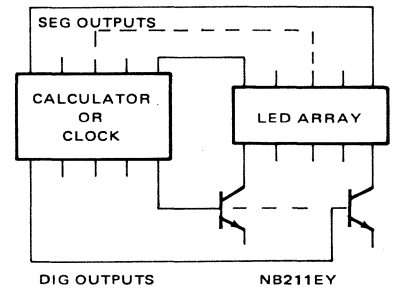 SEG OUTPUTS
CALCULATOR
OR
CLOCK
LED ARRAY
DIG OUTPUTS
NB211EY